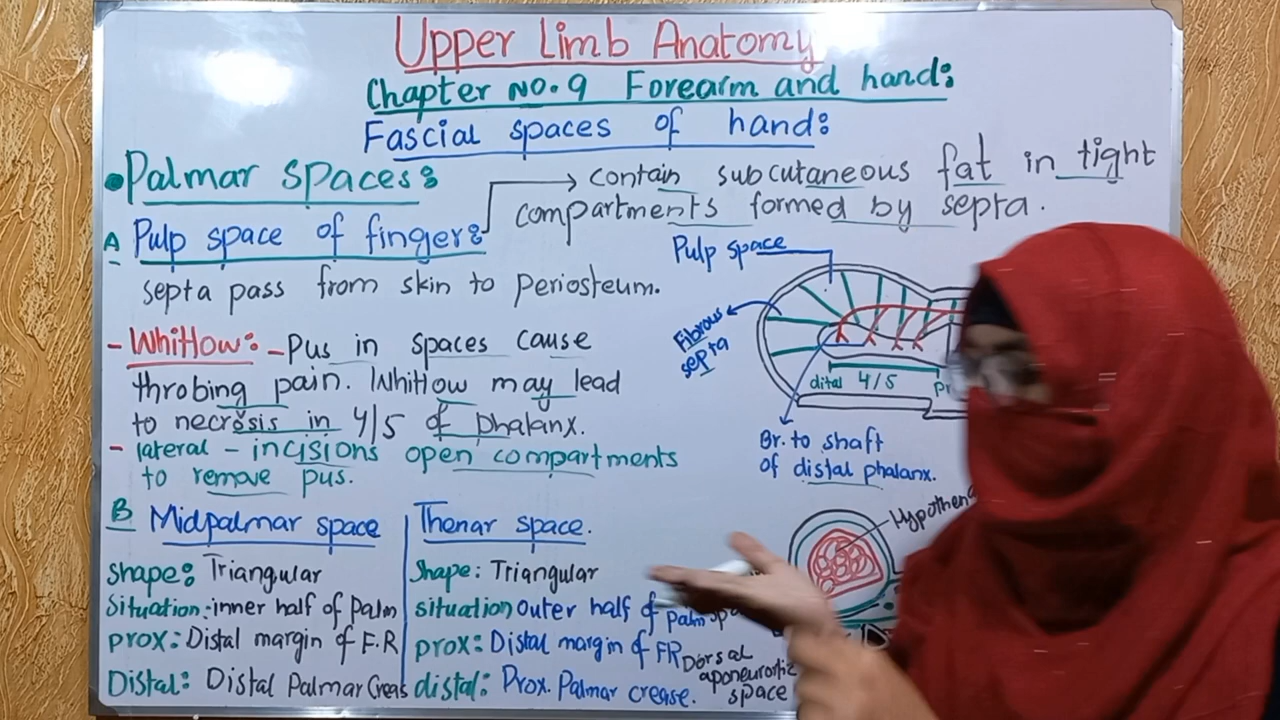 Upper Limb Anatomy
Chapter No.9 Forearm and hand:
Fascial spaces of hand:
Palmar spaces:
contain subcutaneous fat in tight
compartments formed by septa.
A Pulp space of fingers:
septa pass from skin to periosteum.
- Whitlow: - Pus in spaces cause
throbing pain. Whitlow may lead
to necrosis in 4/5 of phalanx.
- lateral - incisions open compartments
to remove pus.
Pulp space
Fibrous
septa
dital 4/5
Br. to shaft
of distal phalanx.
B Midpalmar space
shape: Triangular
Situation: inner half of Palm
prox: Distal margin of F.R
Distal: Distal Palmar Creas
Thenar space.
Shape: Triangular
situation outer half of Palm
prox: Distal margin of FR
distal: Prox. Palmar crease.
Hypothena
Dorsal
aponeurotic
space